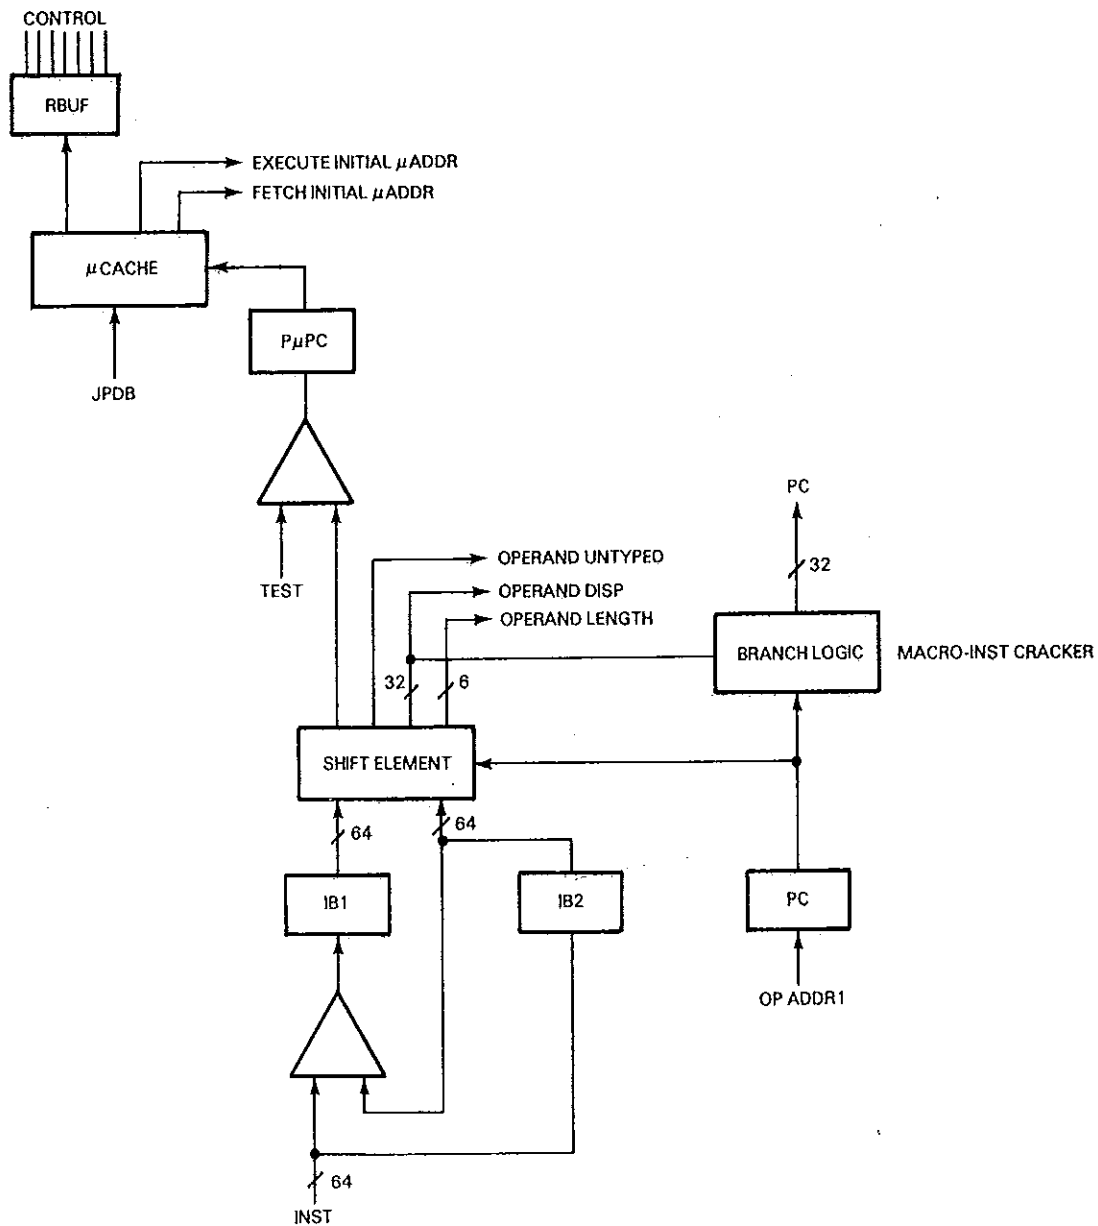 CONTROL
RBUF
EXECUTE INITIAL μADDR
FETCH INITIAL μADDR
μCACHE
PμPC
JPDB
PC
32
OPERAND UNTYPED
TEST
OPERAND DISP
OPERAND LENGTH
BRANCH LOGIC
MACRO-INST CRACKER
32
6
SHIFT ELEMENT
64
64
IB1
IB2
PC
OP ADDR1
64
INST